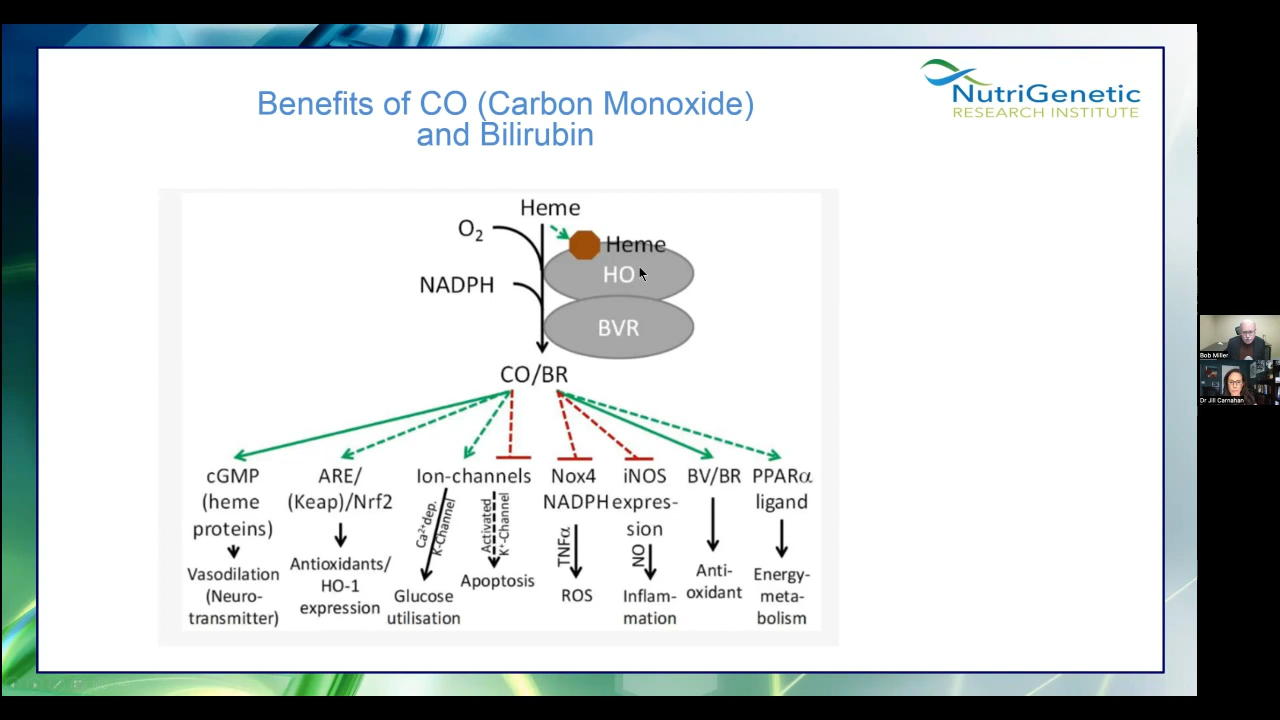 Benefits of CO (Carbon Monoxide)
and Bilirubin
NutriGenetic
RESEARCH INSTITUTE
Heme
O2
Heme
HO
NADPH
BVR
CO/BR
cGMP
(heme
proteins)
Vasodilation
(Neuro-
transmitter)
ARE/
(Keap)/Nrf2
Antioxidants/
HO-1
expression
Ion-channels
Ca2+dep.
K-Channel
Glucose
utilisation
Activated
K+-Channel
Apoptosis
Nox4
NADPH
TNFα
ROS
iNOS
expres-
sion
NO
Inflam-
mation
BV/BR
Anti-
oxidant
PPARα
ligand
Energy-
meta-
bolism
Bob Miller
Dr Jill Carnahan